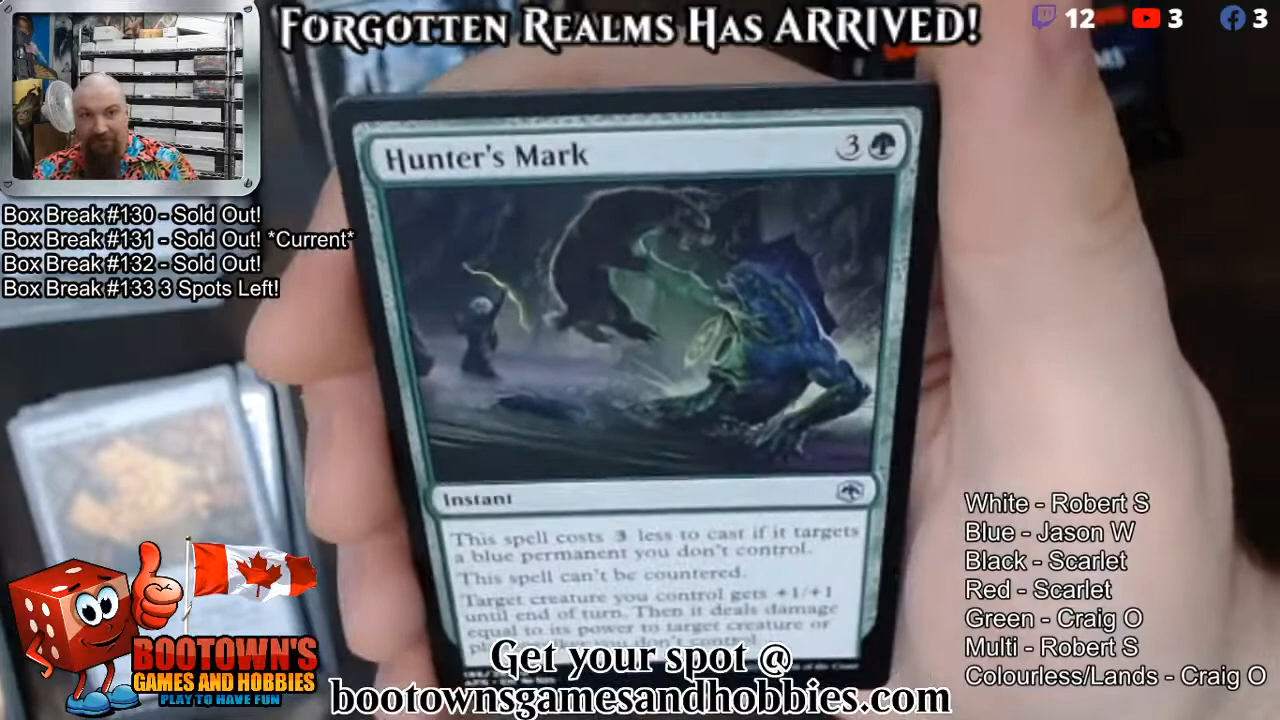 FORGOTTEN REALMS HAS ARRIVED!
12 3 3
Box Break #130 - Sold Out!
Box Break #131 - Sold Out! *Current*
Box Break #132 - Sold Out!
Box Break #133 3 Spots Left!
Hunter's Mark 3
Instant
This spell costs 3 less to cast if it targets
a blue permanent you don't control.
This spell can't be countered.
Target creature you control gets +1/+1
until end of turn. Then it deals damage
equal to its power to target creature or
you don't control
White - Robert S
Blue - Jason W
Black - Scarlet
Red - Scarlet
Green - Craig O
Multi - Robert S
Colourless/Lands - Craig O
BOOTOWN'S
GAMES AND HOBBIES
PLAY TO HAVE FUN
Get your spot @
bootownsgamesandhobbies.com